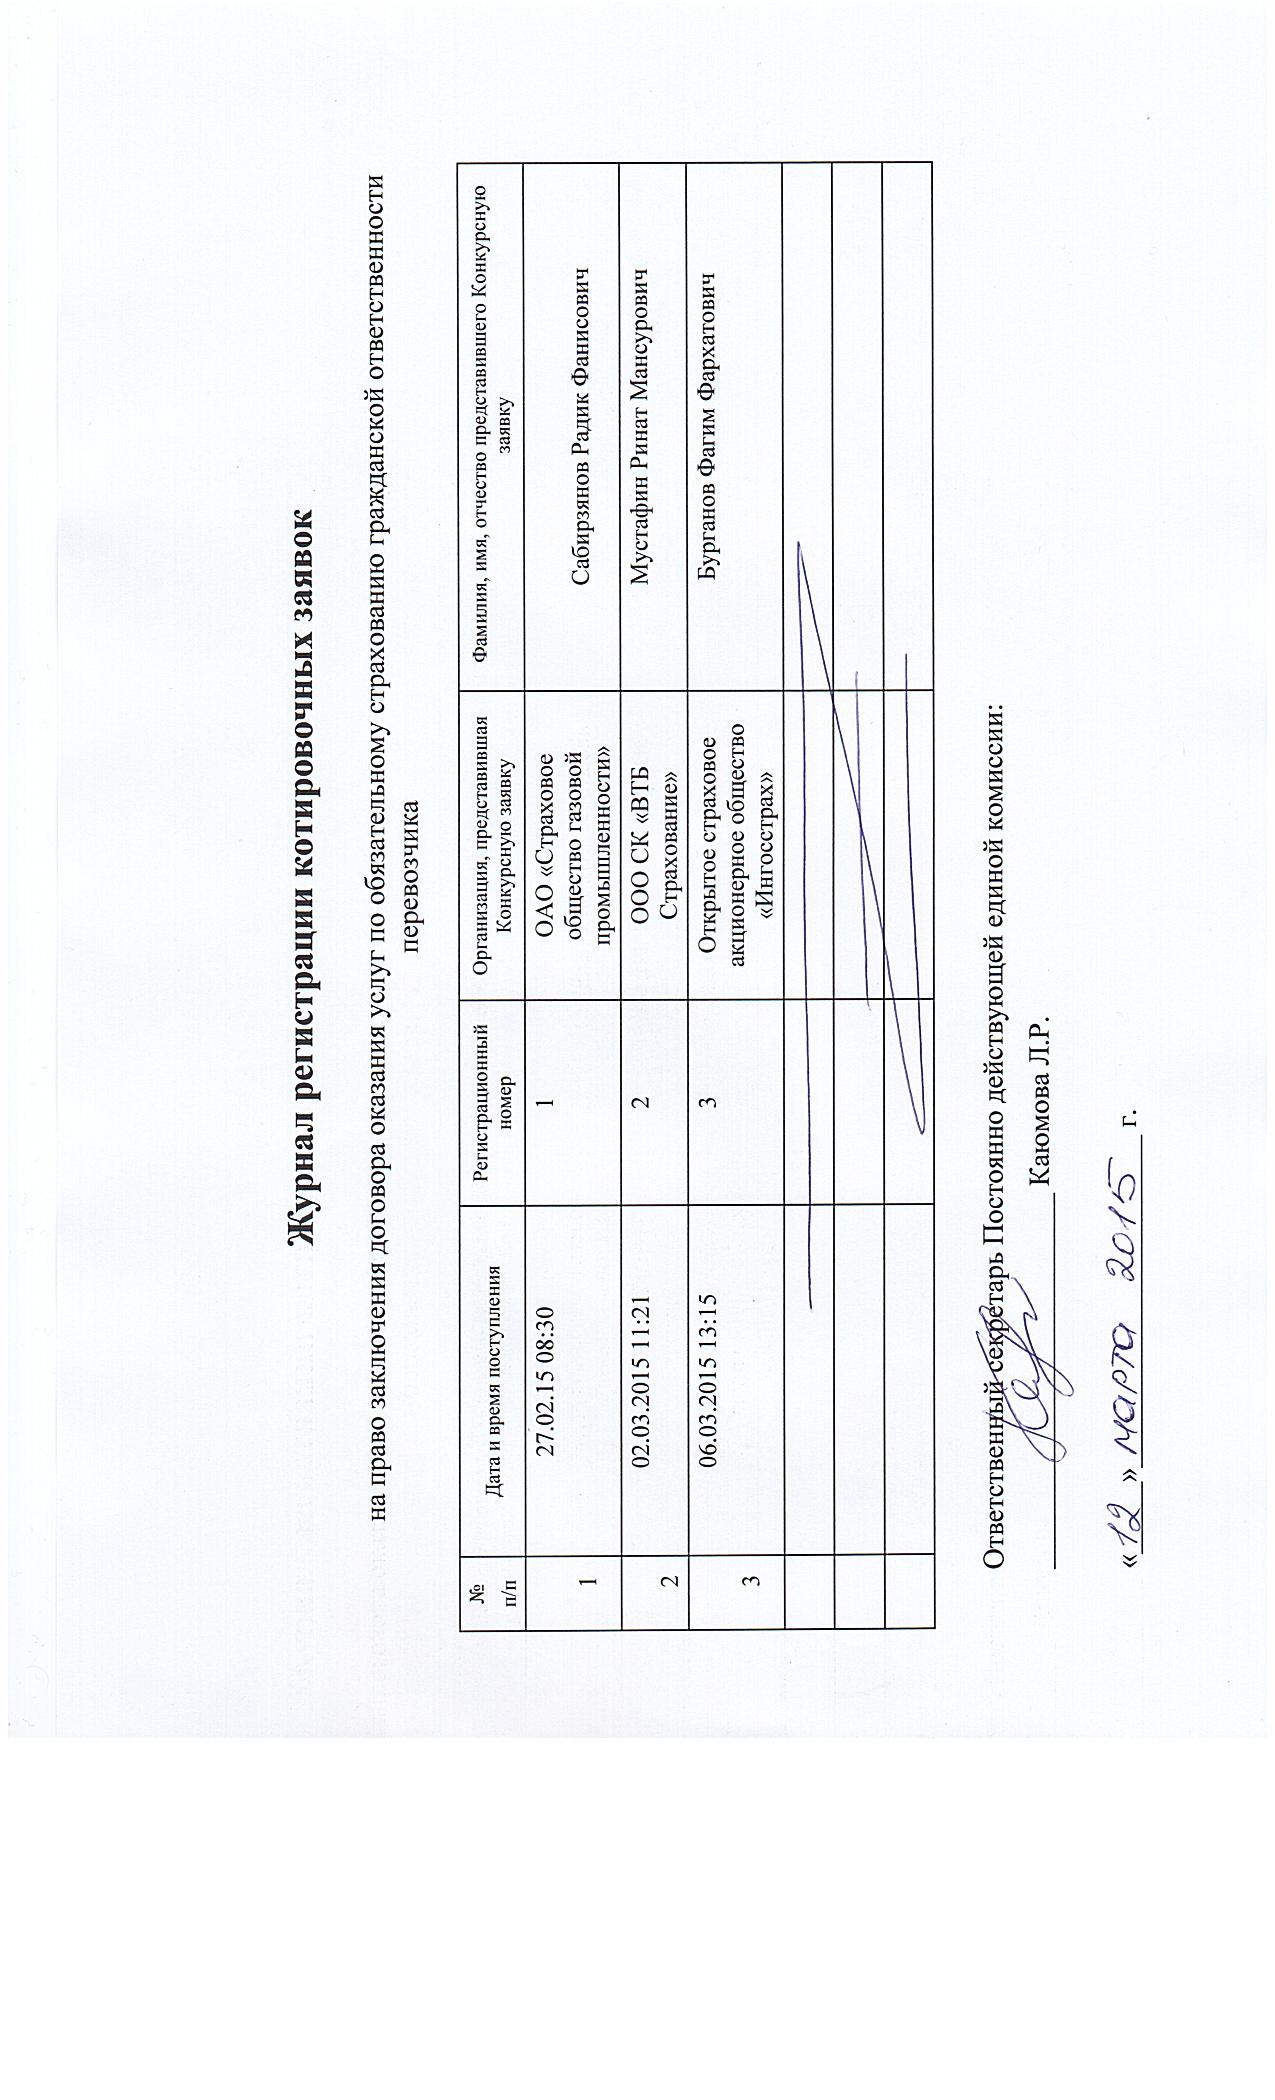 Журнал регистрации котировочных заявок
на право заключения договора оказания услуг по обязательному страхованию гражданской ответственности
перевозчика
№ п/п Дата и время поступления Регистрационный номер Организация, представившая Конкурсную заявку Фамилия, имя, отчество представившего Конкурсную заявку
1 27.02.15 08:30 1 ОАО «Страховое общество газовой промышленности» Сабирзянов Радик Фанисович
2 02.03.2015 11:21 2 ООО СК «ВТБ Страхование» Мустафин Ринат Мансурович
3 06.03.2015 13:15 3 Открытое страховое акционерное общество «Ингосстрах» Бурганов Фагим Фархатович
Ответственный секретарь Постоянно действующей единой комиссии:
Каюмова Л.Р.
«12» марта 2015 г.